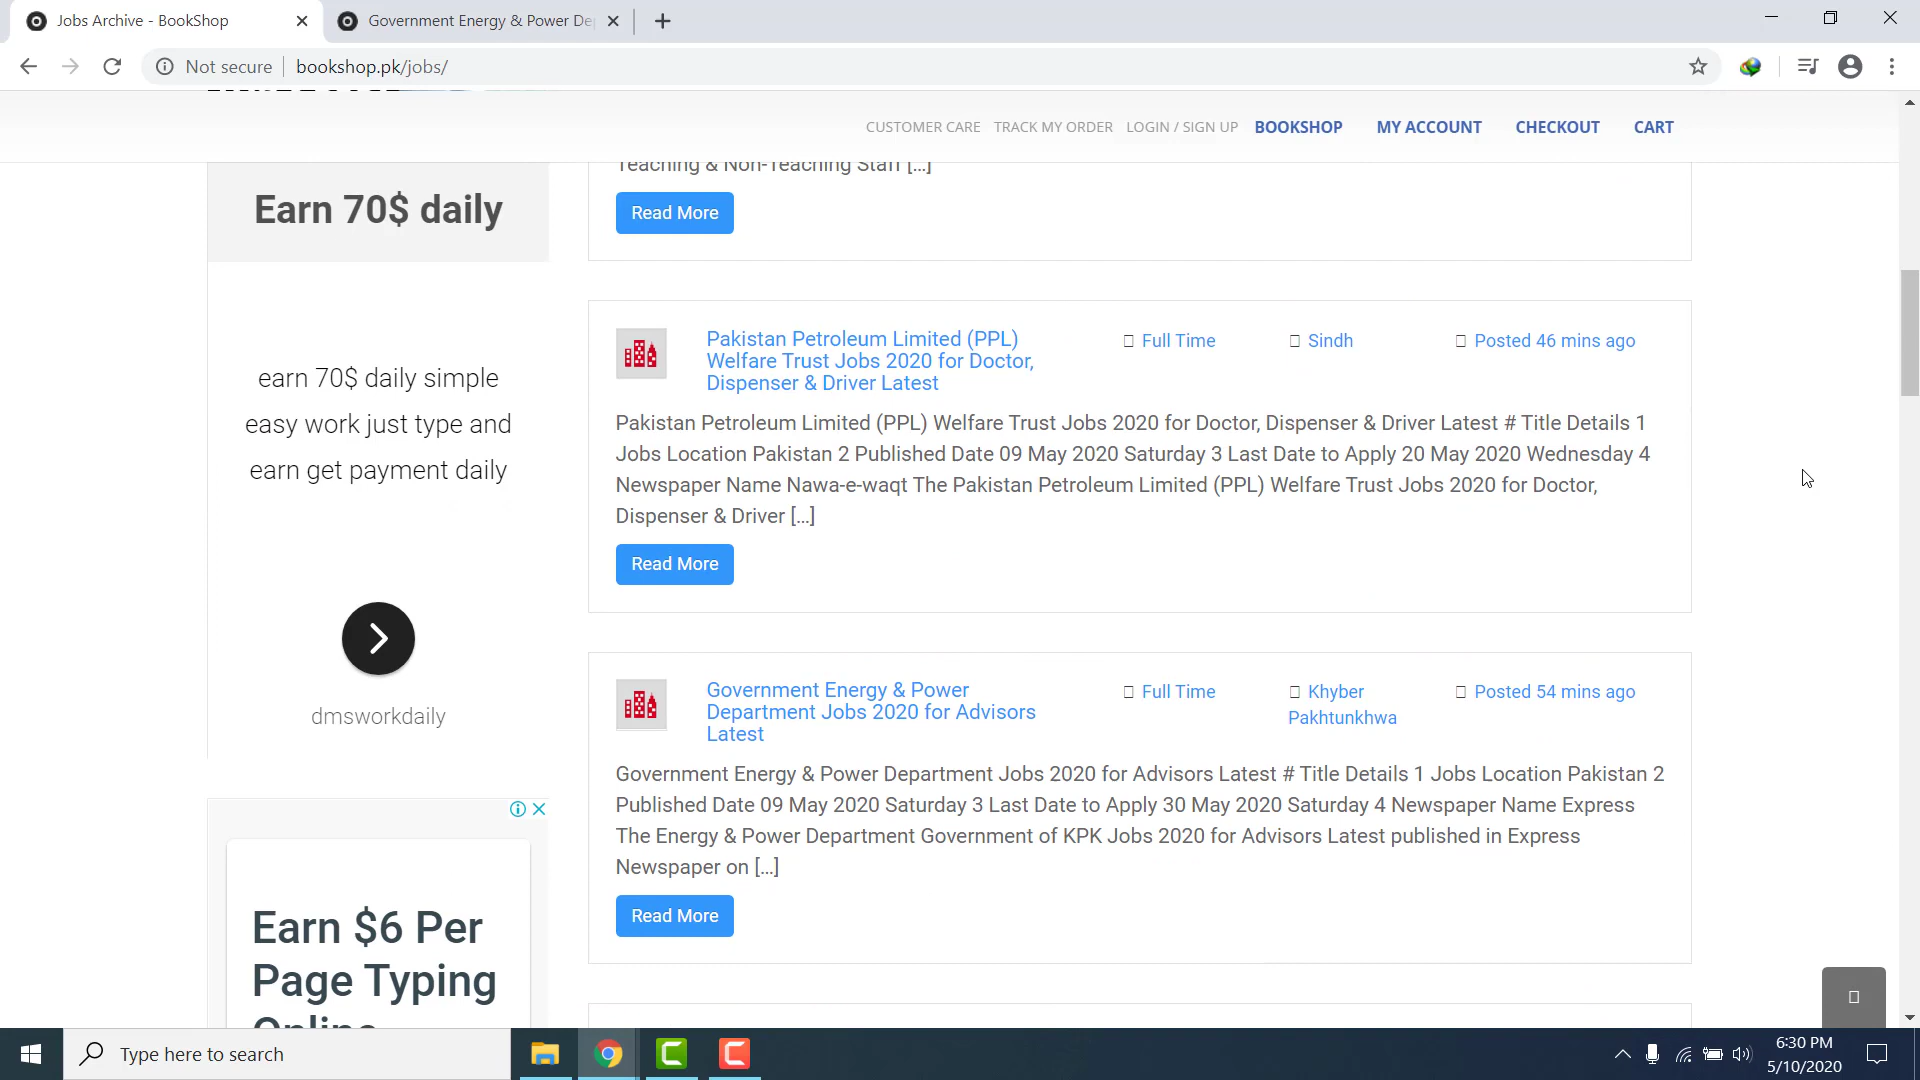 Jobs Archive - BookShop
Government Energy & Power De
Not secure
bookshop.pk/jobs/
CUSTOMER CARE TRACK MY ORDER LOGIN / SIGN UP BOOKSHOP MY ACCOUNT CHECKOUT CART
Earn 70$ daily
earn 70$ daily simple
easy work just type and
earn get payment daily
dmsworkdaily
Earn $6 Per
Page Typing
Online
Teaching & Non-Teaching Staff [...]
Read More
Pakistan Petroleum Limited (PPL)
Welfare Trust Jobs 2020 for Doctor,
Dispenser & Driver Latest
Full Time
Sindh
Posted 46 mins ago
Pakistan Petroleum Limited (PPL) Welfare Trust Jobs 2020 for Doctor, Dispenser & Driver Latest # Title Details 1
Jobs Location Pakistan 2 Published Date 09 May 2020 Saturday 3 Last Date to Apply 20 May 2020 Wednesday 4
Newspaper Name Nawa-e-waqt The Pakistan Petroleum Limited (PPL) Welfare Trust Jobs 2020 for Doctor,
Dispenser & Driver [...]
Read More
Government Energy & Power
Department Jobs 2020 for Advisors
Latest
Full Time
Khyber
Pakhtunkhwa
Posted 54 mins ago
Government Energy & Power Department Jobs 2020 for Advisors Latest # Title Details 1 Jobs Location Pakistan 2
Published Date 09 May 2020 Saturday 3 Last Date to Apply 30 May 2020 Saturday 4 Newspaper Name Express
The Energy & Power Department Government of KPK Jobs 2020 for Advisors Latest published in Express
Newspaper on [...]
Read More
Type here to search
6:30 PM
5/10/2020